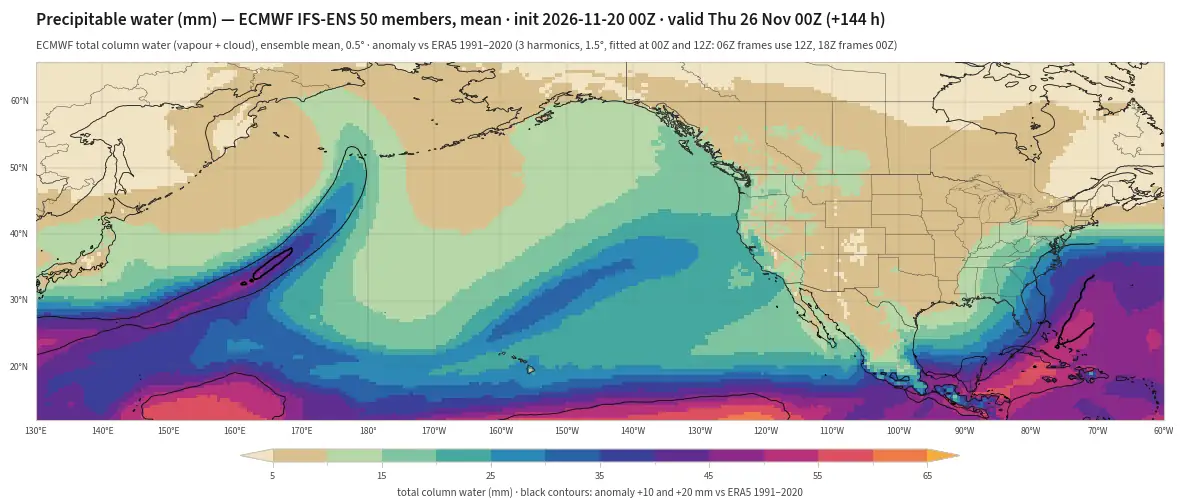 Precipitable water (mm) — ECMWF IFS-ENS 50 members, mean · init 2026-11-20 00Z · valid Thu 26 Nov 00Z (+144 h)
ECMWF total column water (vapour + cloud), ensemble mean, 0.5° · anomaly vs ERA5 1991–2020 (3 harmonics, 1.5°, fitted at 00Z and 12Z: 06Z frames use 12Z, 18Z frames 00Z)
60°N
50°N
40°N
30°N
20°N
130°E 140°E 150°E 160°E 170°E 180° 170°W 160°W 150°W 140°W 130°W 120°W 110°W 100°W 90°W 80°W 70°W 60°W
5 15 25 35 45 55 65
total column water (mm) · black contours: anomaly +10 and +20 mm vs ERA5 1991–2020